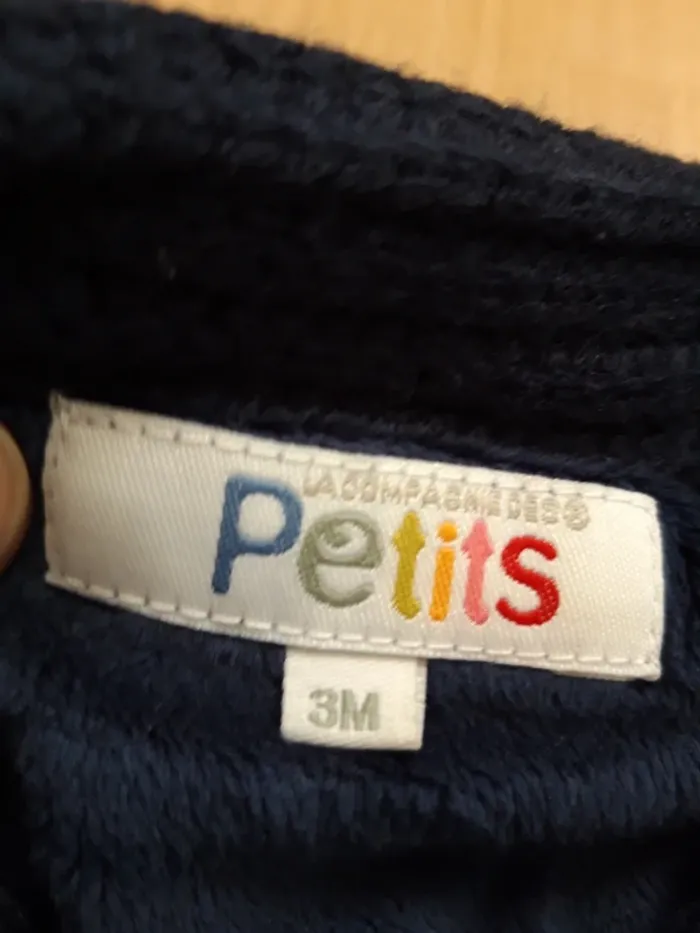 LA COMPAGNIE DES®
Petits
3M